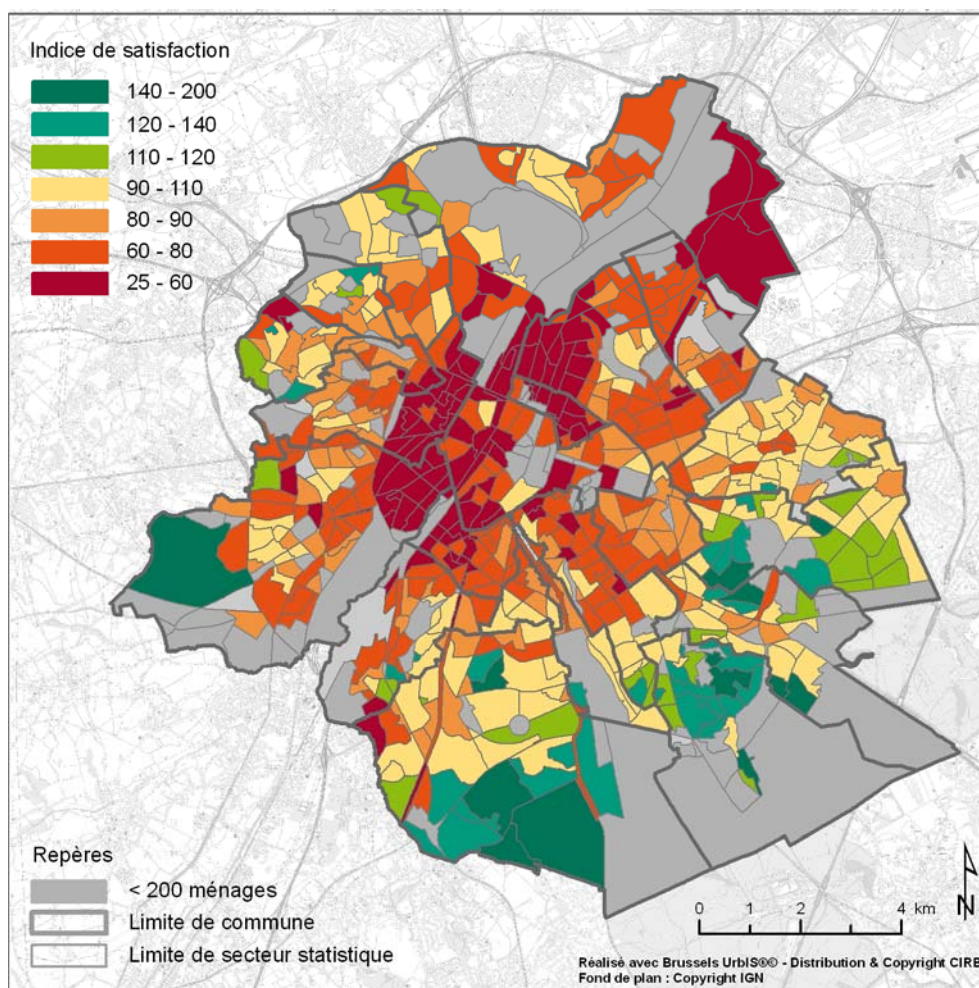 Indice de satisfaction
140 - 200
120 - 140
110 - 120
90 - 110
80 - 90
60 - 80
25 - 60
Repères
< 200 ménages
Limite de commune
Limite de secteur statistique
N
0 1 2 4 km
Réalisé avec Brussels UrbIS®© - Distribution & Copyright CIRB
Fond de plan : Copyright IGN